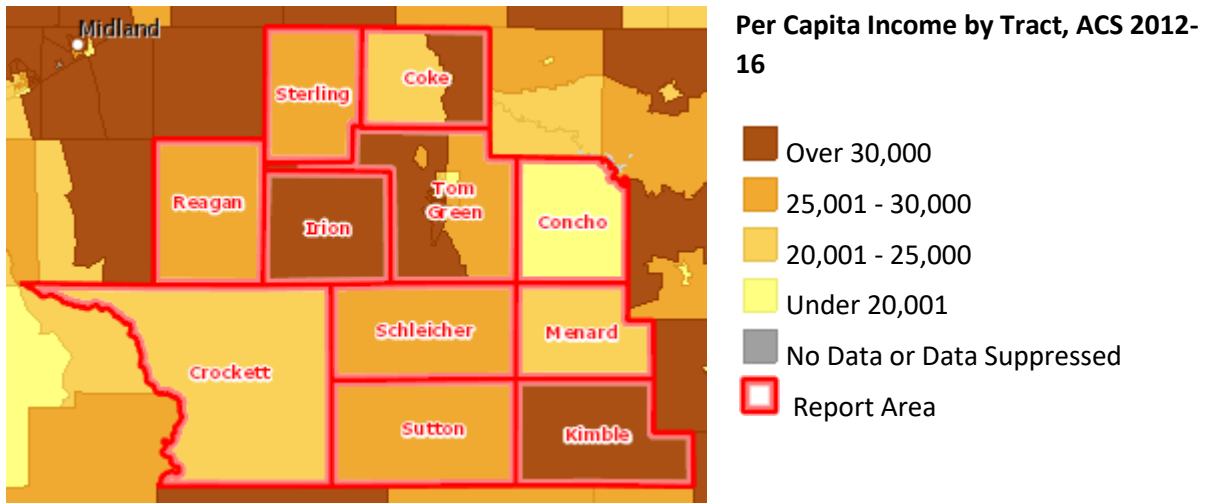 Midland
Per Capita Income by Tract, ACS 2012-
16
Coke
Sterling
Over 30,000
25,001 - 30,000
Reagan
Tom
Green
Irion
Concho
20,001 - 25,000
Under 20,001
Schleicher
Menard
No Data or Data Suppressed
Crockett
Report Area
Sutton
Kimble